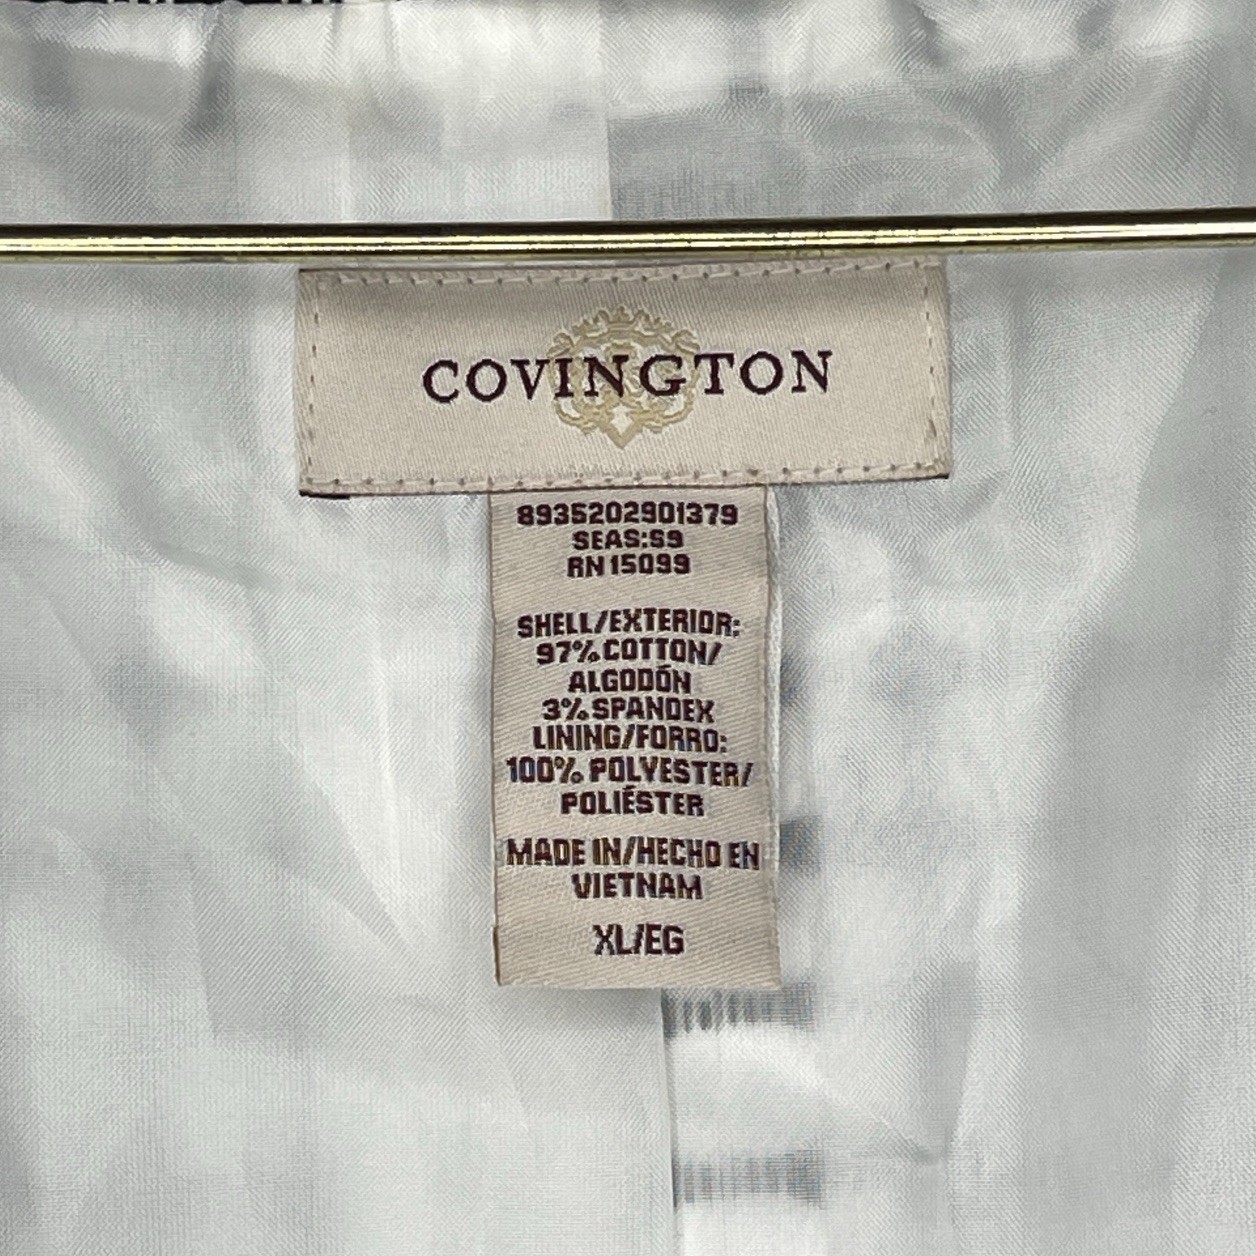 COVINGTON
8935202901379
SEAS:S9
RN 15099
SHELL/EXTERIOR:
97% COTTON/
ALGODÓN
3% SPANDEX
LINING/FORRO:
100% POLYESTER/
POLIÉSTER
MADE IN/HECHO EN
VIETNAM
XL/EG